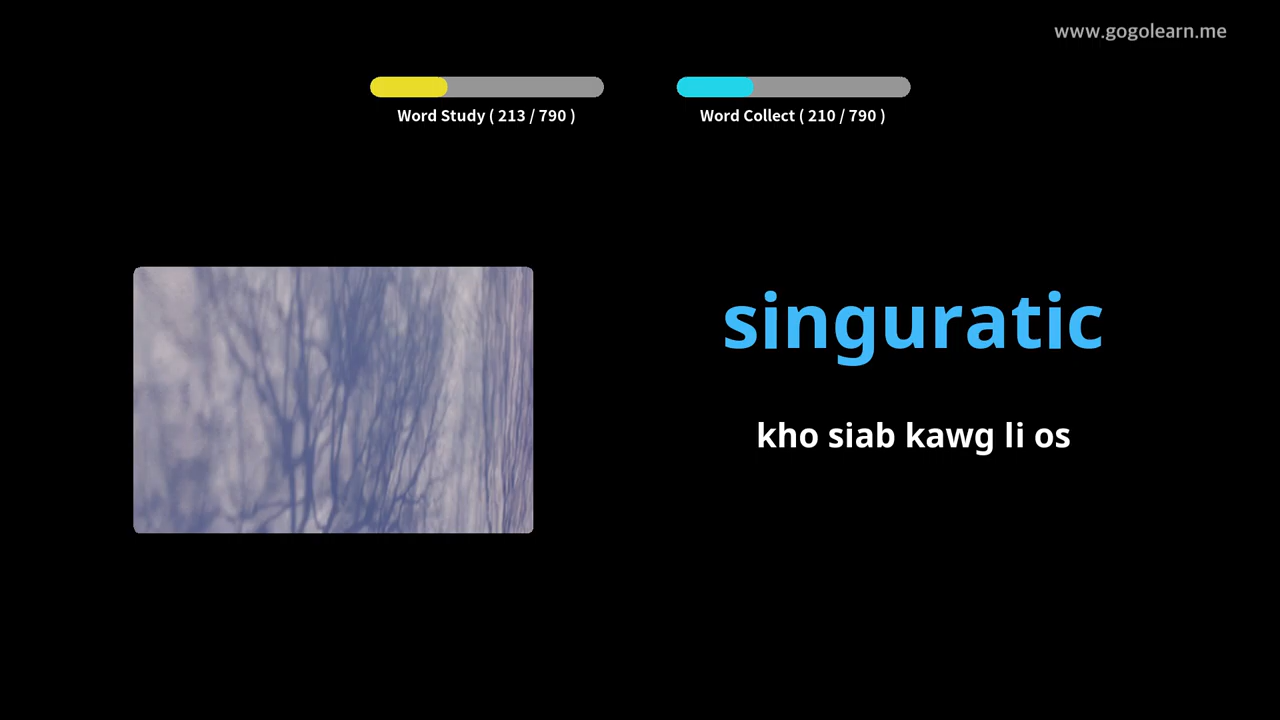 www.gogolearn.me
Word Study ( 213 / 790 )
Word Collect ( 210 / 790 )
singuratic
kho siab kawg li os